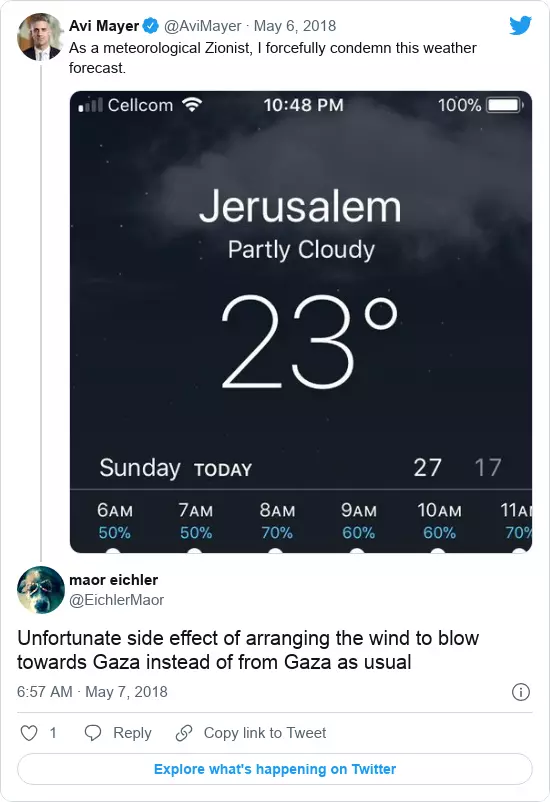 Avi Mayer @AviMayer · May 6, 2018
As a meteorological Zionist, I forcefully condemn this weather
forecast.
Cellcom 10:48 PM 100%
Jerusalem
Partly Cloudy
23°
Sunday TODAY 27 17
6AM 7AM 8AM 9AM 10AM 11A
50% 50% 70% 60% 60% 70%
maor eichler
@EichlerMaor
Unfortunate side effect of arranging the wind to blow
towards Gaza instead of from Gaza as usual
6:57 AM · May 7, 2018
1 Reply Copy link to Tweet
Explore what's happening on Twitter